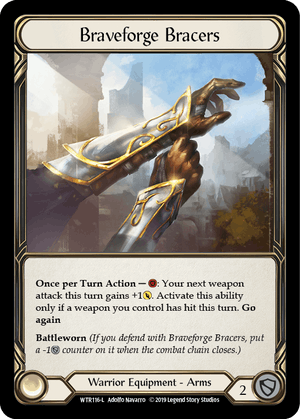 Braveforge Bracers
Once per Turn Action — : Your next weapon
attack this turn gains +1 . Activate this ability
only if a weapon you control has hit this turn. Go
again
Battleworn (If you defend with Braveforge Bracers, put
a -1 counter on it when the combat chain closes.)
Warrior Equipment - Arms
2
WTR116-L Adolfo Navarro © 2019 Legend Story Studios